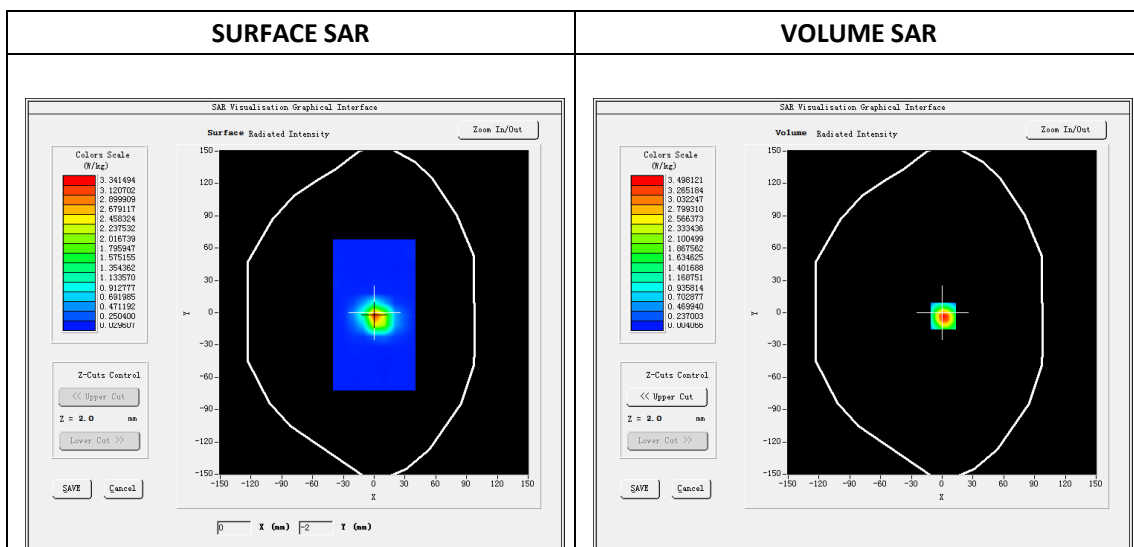 SURFACE SAR
VOLUME SAR
SAR Visualisation Graphical Interface
Surface Radiated Intensity
Zoom In/Out
Colors Scale
(W/kg)
3.341494
3.120702
2.899909
2.679117
2.458324
2.237532
2.016739
1.795947
1.575155
1.354362
1.133570
0.912777
0.691985
0.471192
0.250400
0.029607
Z-Cuts Control
<< Upper Cut
Z = 2.0 mm
Lower Cut >>
SAVE
Cancel
150
120
90
60
30
0
-30
-60
-90
-120
-150
Y
-150 -120 -90 -60 -30 0 30 60 90 120 150
X
0 X (mm) -2 Y (mm)
SAR Visualisation Graphical Interface
Volume Radiated Intensity
Zoom In/Out
Colors Scale
(W/kg)
3.498121
3.265184
3.032247
2.799310
2.566373
2.333436
2.100499
1.867562
1.634625
1.401688
1.168751
0.935814
0.702877
0.469940
0.237003
0.004066
Z-Cuts Control
<< Upper Cut
Z = 2.0 mm
Lower Cut >>
SAVE
Cancel
150
120
90
60
30
0
-30
-60
-90
-120
-150
Y
-150 -120 -90 -60 -30 0 30 60 90 120 150
X